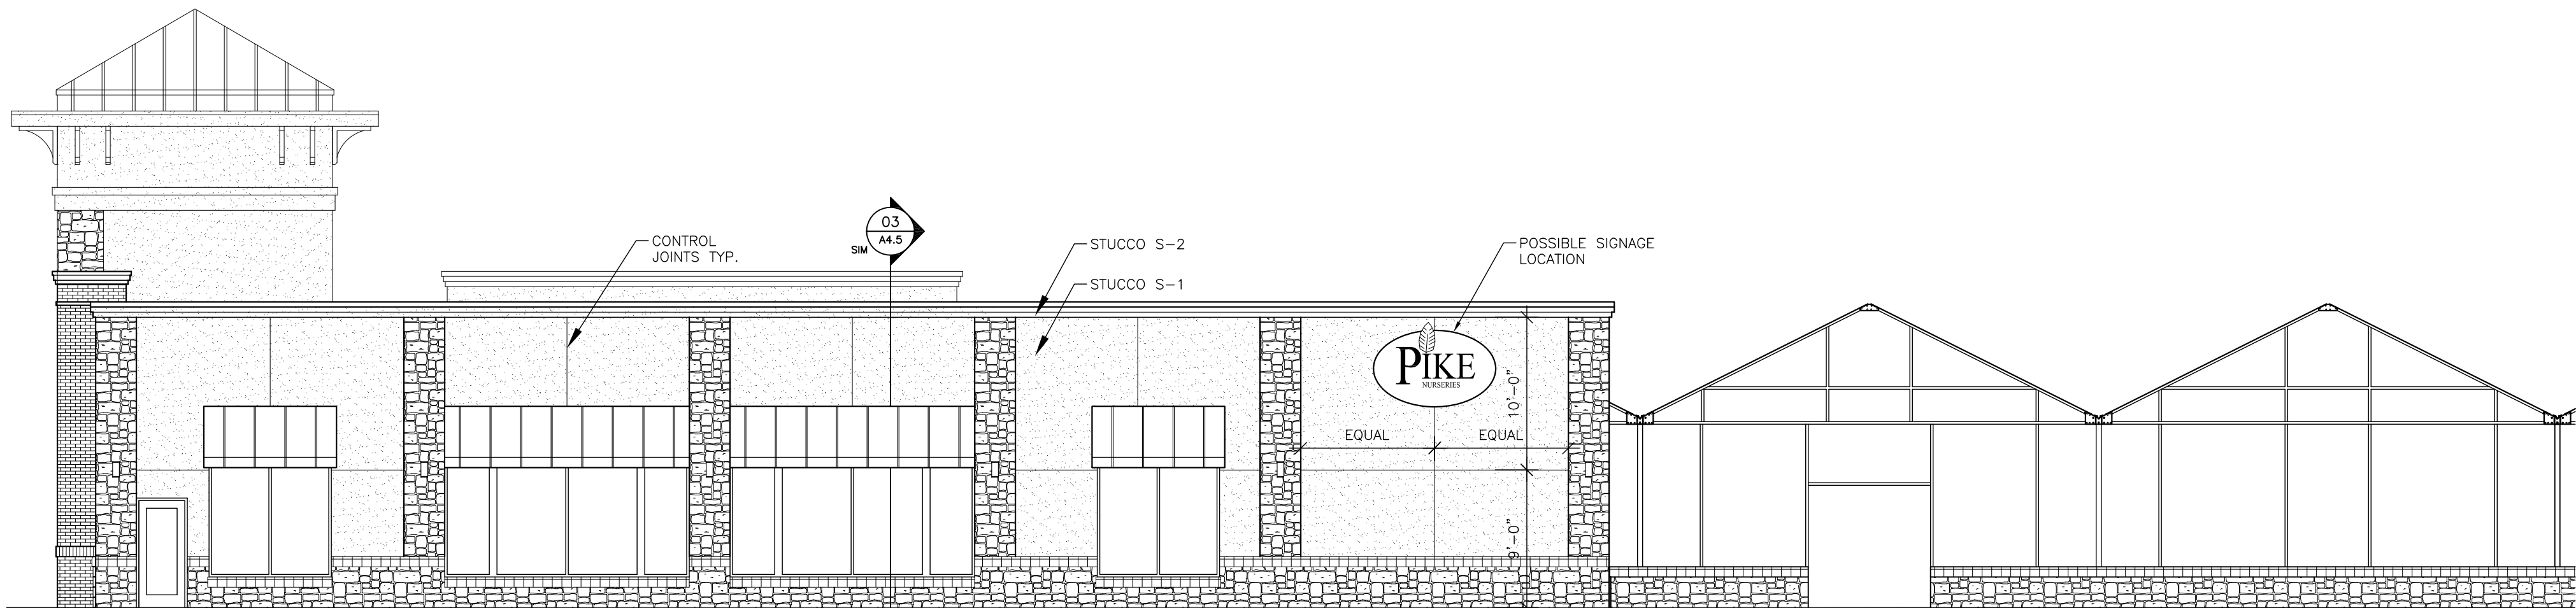 03
A4.5
SIM
CONTROL
JOINTS TYP.
STUCCO S-2
STUCCO S-1
POSSIBLE SIGNAGE
LOCATION
PIKE
NURSERIES
10'-0"
EQUAL
EQUAL
9'-0"